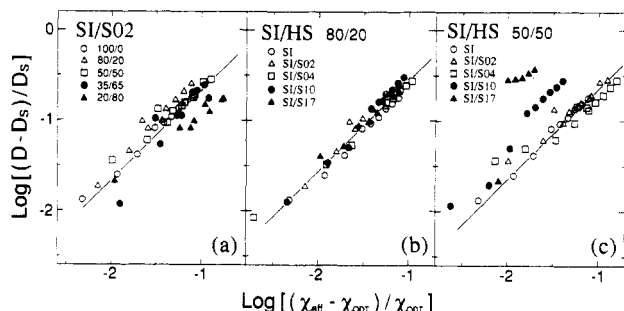 SI/S02
○ 100/0
△ 80/20
□ 50/50
● 35/65
▲ 20/80
(a)
SI/HS 80/20
○ SI
△ SI/S02
□ SI/S04
● SI/S10
▲ SI/S17
(b)
SI/HS 50/50
○ SI
△ SI/S02
□ SI/S04
● SI/S10
▲ SI/S17
(c)
Log[(D - Ds)/Ds]
0
-1
-2
-2 -1 -2 -1 -2 -1
Log[(χeff - χOPT)/χOPT]